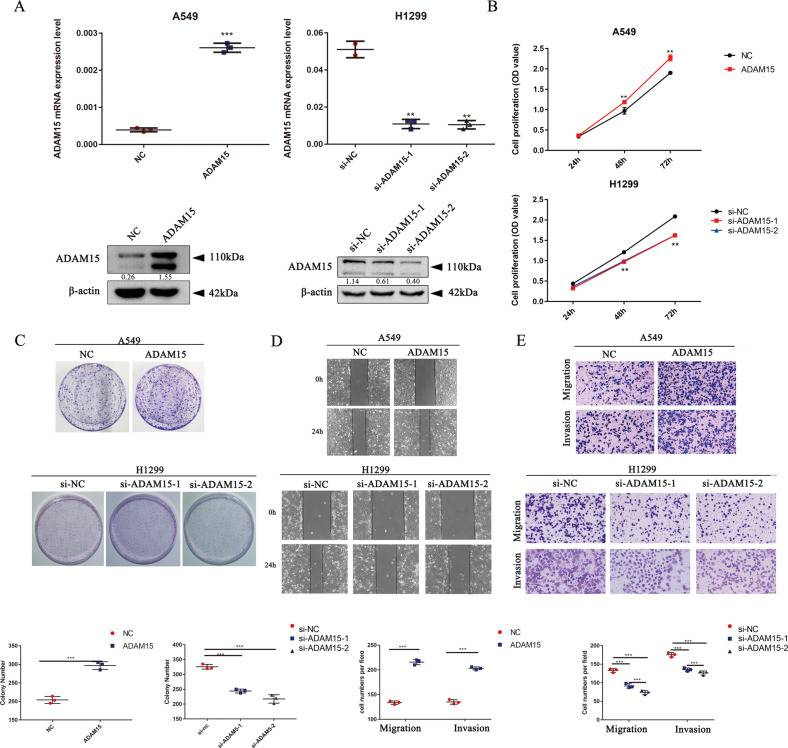 A
A549
ADAM15 mRNA expression level
0.003
0.002
0.001
0.000
***
NC
ADAM15
H1299
ADAM15 mRNA expression level
0.06
0.04
0.02
0.00
**
**
si-NC
si-ADAM15-1
si-ADAM15-2
NC
ADAM15
ADAM15
110kDa
0.26
1.55
β-actin
42kDa
si-NC
si-ADAM15-1
si-ADAM15-2
ADAM15
110kDa
1.14
0.61
0.40
β-actin
42kDa
B
A549
Cell proliferation (OD value)
2.5
2.0
1.5
1.0
0.5
0.0
**
**
24h
48h
72h
NC
ADAM15
H1299
Cell proliferation (OD value)
2.5
2.0
1.5
1.0
0.5
0.0
**
**
24h
48h
72h
si-NC
si-ADAM15-1
si-ADAM15-2
C
A549
NC
ADAM15
H1299
si-NC
si-ADAM15-1
si-ADAM15-2
Colony Number
350
300
250
200
150
***
NC
ADAM15
NC
ADAM15
Colony Number
400
300
200
100
0
***
***
si-nc
si-ADAM5-1
si-ADAM5-2
si-NC
si-ADAM15-1
si-ADAM15-2
D
A549
NC
ADAM15
0h
24h
H1299
si-NC
si-ADAM15-1
si-ADAM15-2
0h
24h
E
A549
NC
ADAM15
Migration
Invasion
H1299
si-NC
si-ADAM15-1
si-ADAM15-2
Migration
Invasion
cell numbers per field
250
200
150
100
***
***
Migration
Invasion
NC
ADAM15
Cell numbers per field
200
150
100
50
0
***
***
***
***
***
***
Migration
Invasion
si-NC
si-ADAM15-1
si-ADAM15-2